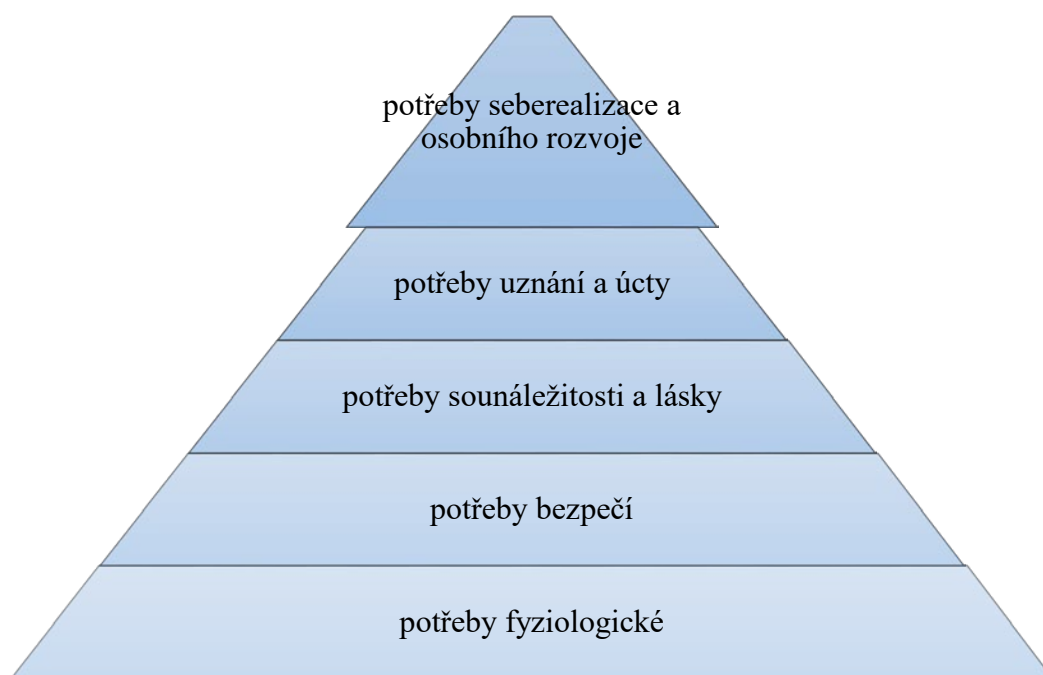 potřeby seberealizace a
osobního rozvoje
potřeby uznání a úcty
potřeby sounáležitosti a lásky
potřeby bezpečí
potřeby fyziologické